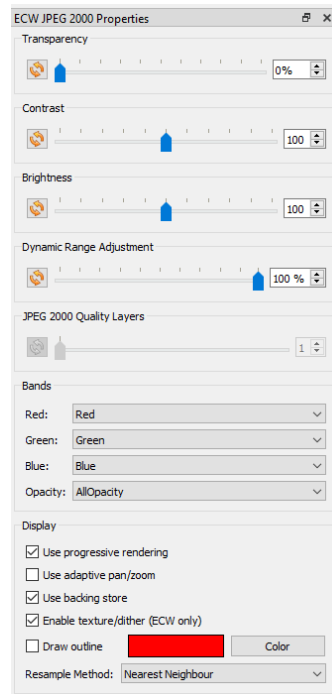 ECW JPEG 2000 Properties
Transparency
0%
Contrast
100
Brightness
100
Dynamic Range Adjustment
100 %
JPEG 2000 Quality Layers
1
Bands
Red: Red
Green: Green
Blue: Blue
Opacity: AllOpacity
Display
Use progressive rendering
Use adaptive pan/zoom
Use backing store
Enable texture/dither (ECW only)
Draw outline Color
Resample Method: Nearest Neighbour